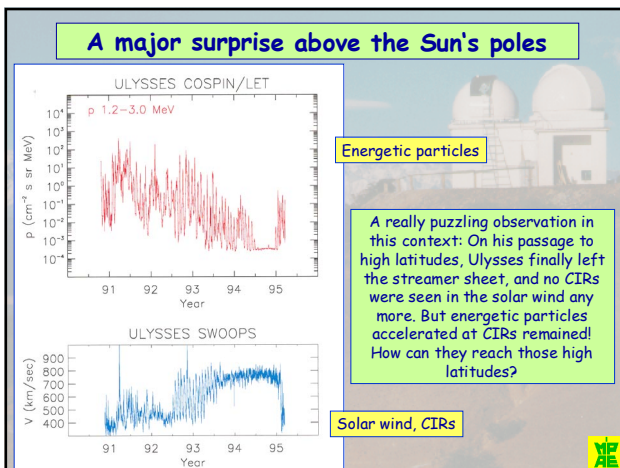 A major surprise above the Sun‘s poles
ULYSSES COSPIN/LET
p 1.2–3.0 MeV
10⁴
10³
10²
10¹
10⁰
10⁻¹
10⁻²
10⁻³
10⁻⁴
p (cm⁻² s sr MeV)
91 92 93 94 95
Year
Energetic particles
A really puzzling observation in
this context: On his passage to
high latitudes, Ulysses finally left
the streamer sheet, and no CIRs
were seen in the solar wind any
more. But energetic particles
accelerated at CIRs remained!
How can they reach those high
latitudes?
ULYSSES SWOOPS
900
800
700
600
500
400
V (km/sec)
91 92 93 94 95
Year
Solar wind, CIRs
MP
AE